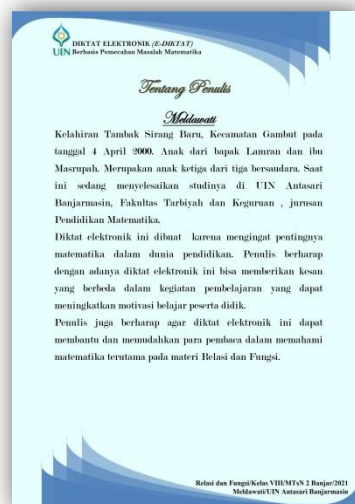 DIKTAT ELEKTRONIK (E-DIKTAT)
UIN Berbasis Pemecahan Masalah Matematika
Tentang Penulis
Meldawati
Kelahiran Tambak Sirang Baru, Kecamatan Gambut pada
tanggal 4 April 2000. Anak dari bapak Lamran dan ibu
Masrupah. Merupakan anak ketiga dari tiga bersaudara. Saat
ini sedang menyelesaikan studinya di UIN Antasari
Banjarmasin, Fakultas Tarbiyah dan Keguruan , jurusan
Pendidikan Matematika.
Diktat elektronik ini dibuat karena mengingat pentingnya
matematika dalam dunia pendidikan. Penulis berharap
dengan adanya diktat elektronik ini bisa memberikan kesan
yang berbeda dalam kegiatan pembelajaran yang dapat
meningkatkan motivasi belajar peserta didik.
Penulis juga berharap agar diktat elektronik ini dapat
membantu dan memudahkan para pembaca dalam memahami
matematika terutama pada materi Relasi dan Fungsi.
Relasi dan Fungsi/Kelas VIII/MTsN 2 Banjar/2021
Meldawati/UIN Antasari Banjarmasin